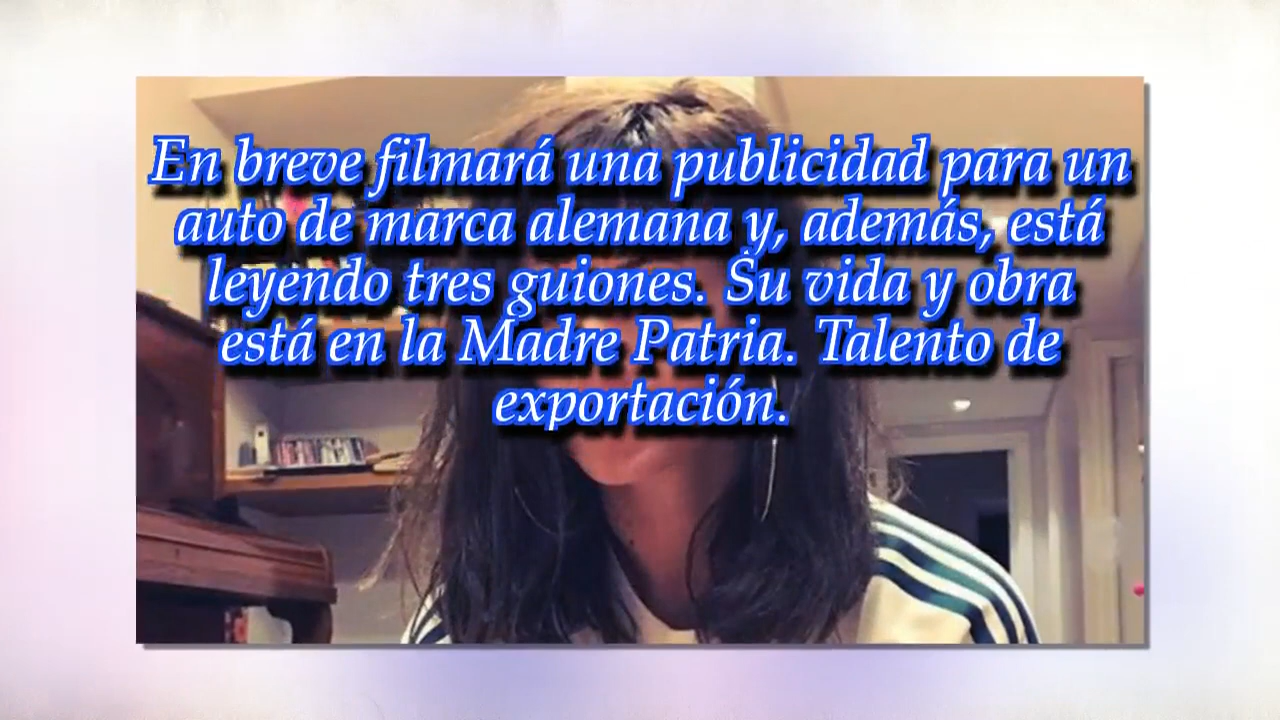 En breve filmará una publicidad para un
auto de marca alemana y, además, está
leyendo tres guiones. Su vida y obra
está en la Madre Patria. Talento de
exportación.